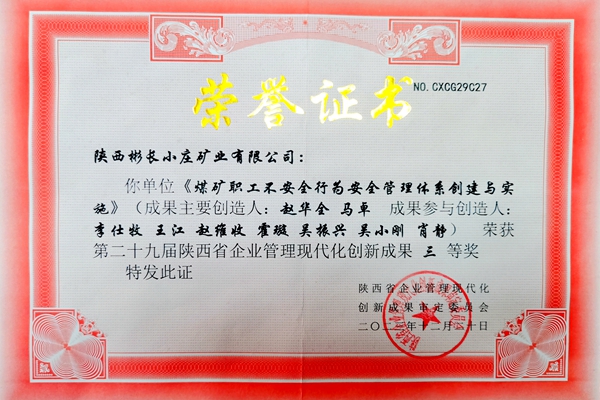 荣誉证书
NO.CXCG29C27
陕西彬长小庄矿业有限公司：
你单位《煤矿职工不安全行为安全管理体系创建与实
施》（成果主要创造人：赵华全 马卓 成果参与创造人：
李仕牧 王江 赵维收 霍璇 吴振兴 吴小刚 肖静） 荣获
第二十九届陕西省企业管理现代化创新成果 三 等奖
特发此证
陕西省企业管理现代化
创新成果审定委员会